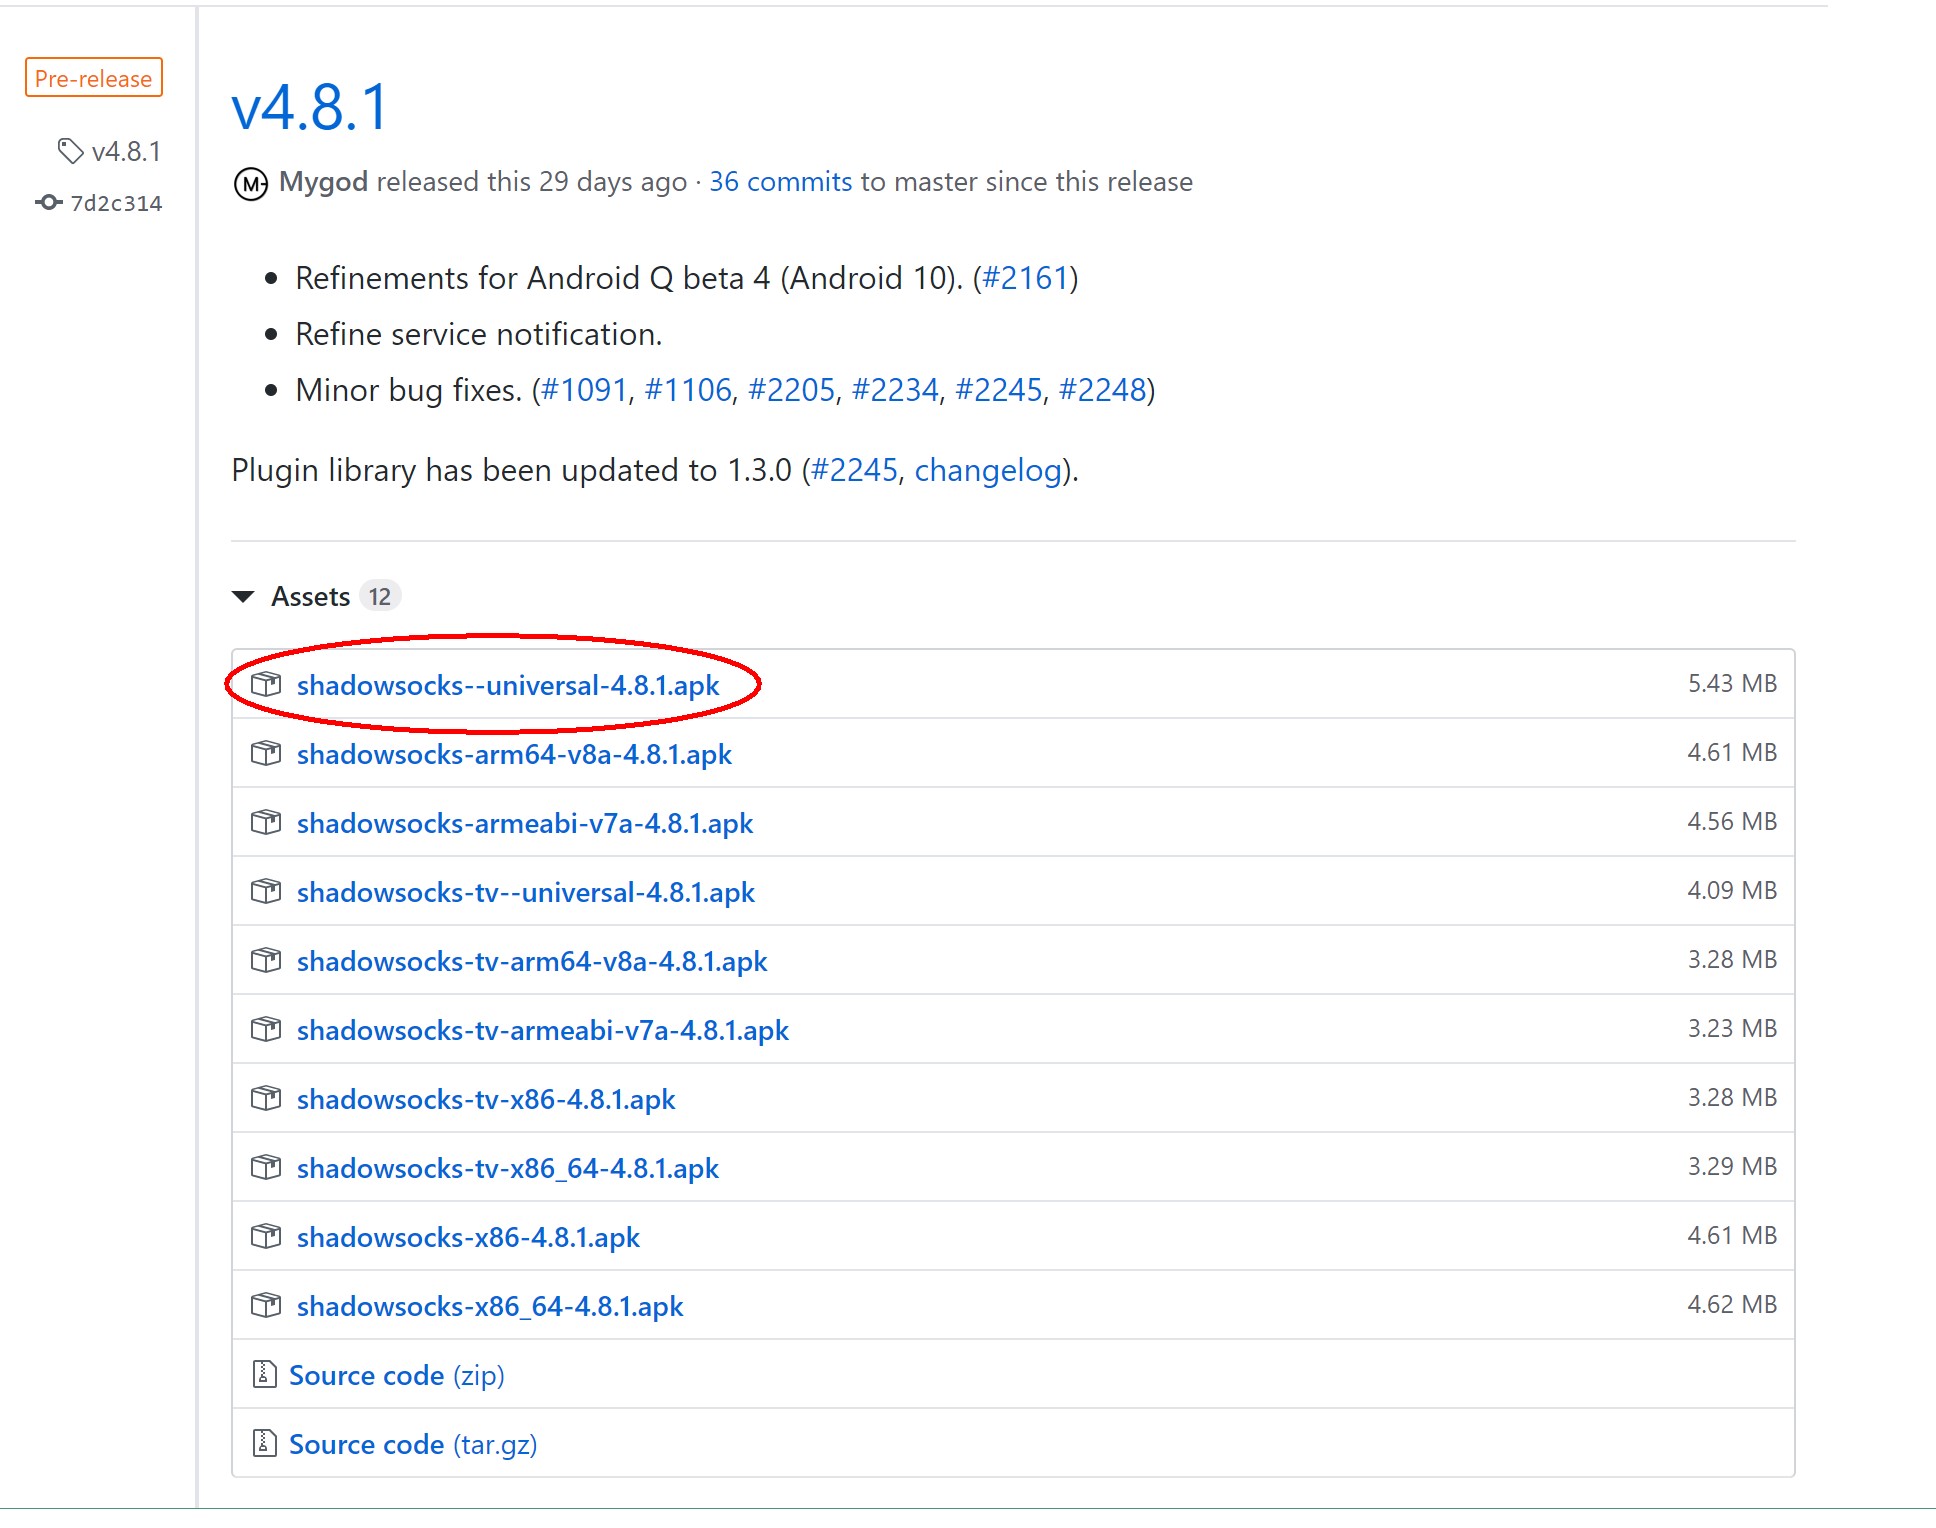 Pre-release
v4.8.1
7d2c314
v4.8.1
M Mygod released this 29 days ago · 36 commits to master since this release
• Refinements for Android Q beta 4 (Android 10). (#2161)
• Refine service notification.
• Minor bug fixes. (#1091, #1106, #2205, #2234, #2245, #2248)
Plugin library has been updated to 1.3.0 (#2245, changelog).
Assets 12
shadowsocks--universal-4.8.1.apk 5.43 MB
shadowsocks-arm64-v8a-4.8.1.apk 4.61 MB
shadowsocks-armeabi-v7a-4.8.1.apk 4.56 MB
shadowsocks-tv--universal-4.8.1.apk 4.09 MB
shadowsocks-tv-arm64-v8a-4.8.1.apk 3.28 MB
shadowsocks-tv-armeabi-v7a-4.8.1.apk 3.23 MB
shadowsocks-tv-x86-4.8.1.apk 3.28 MB
shadowsocks-tv-x86_64-4.8.1.apk 3.29 MB
shadowsocks-x86-4.8.1.apk 4.61 MB
shadowsocks-x86_64-4.8.1.apk 4.62 MB
Source code (zip)
Source code (tar.gz)